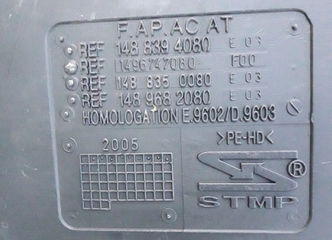 F.AP.AC AT
REF 148 839 4080 E 03
REF 11496747080 F00
REF 148 835 0080 E 03
REF 148 968 2080 E 03
HOMOLOGATION E.9602/D.9603
2005
>PE-HD<
®
STMP